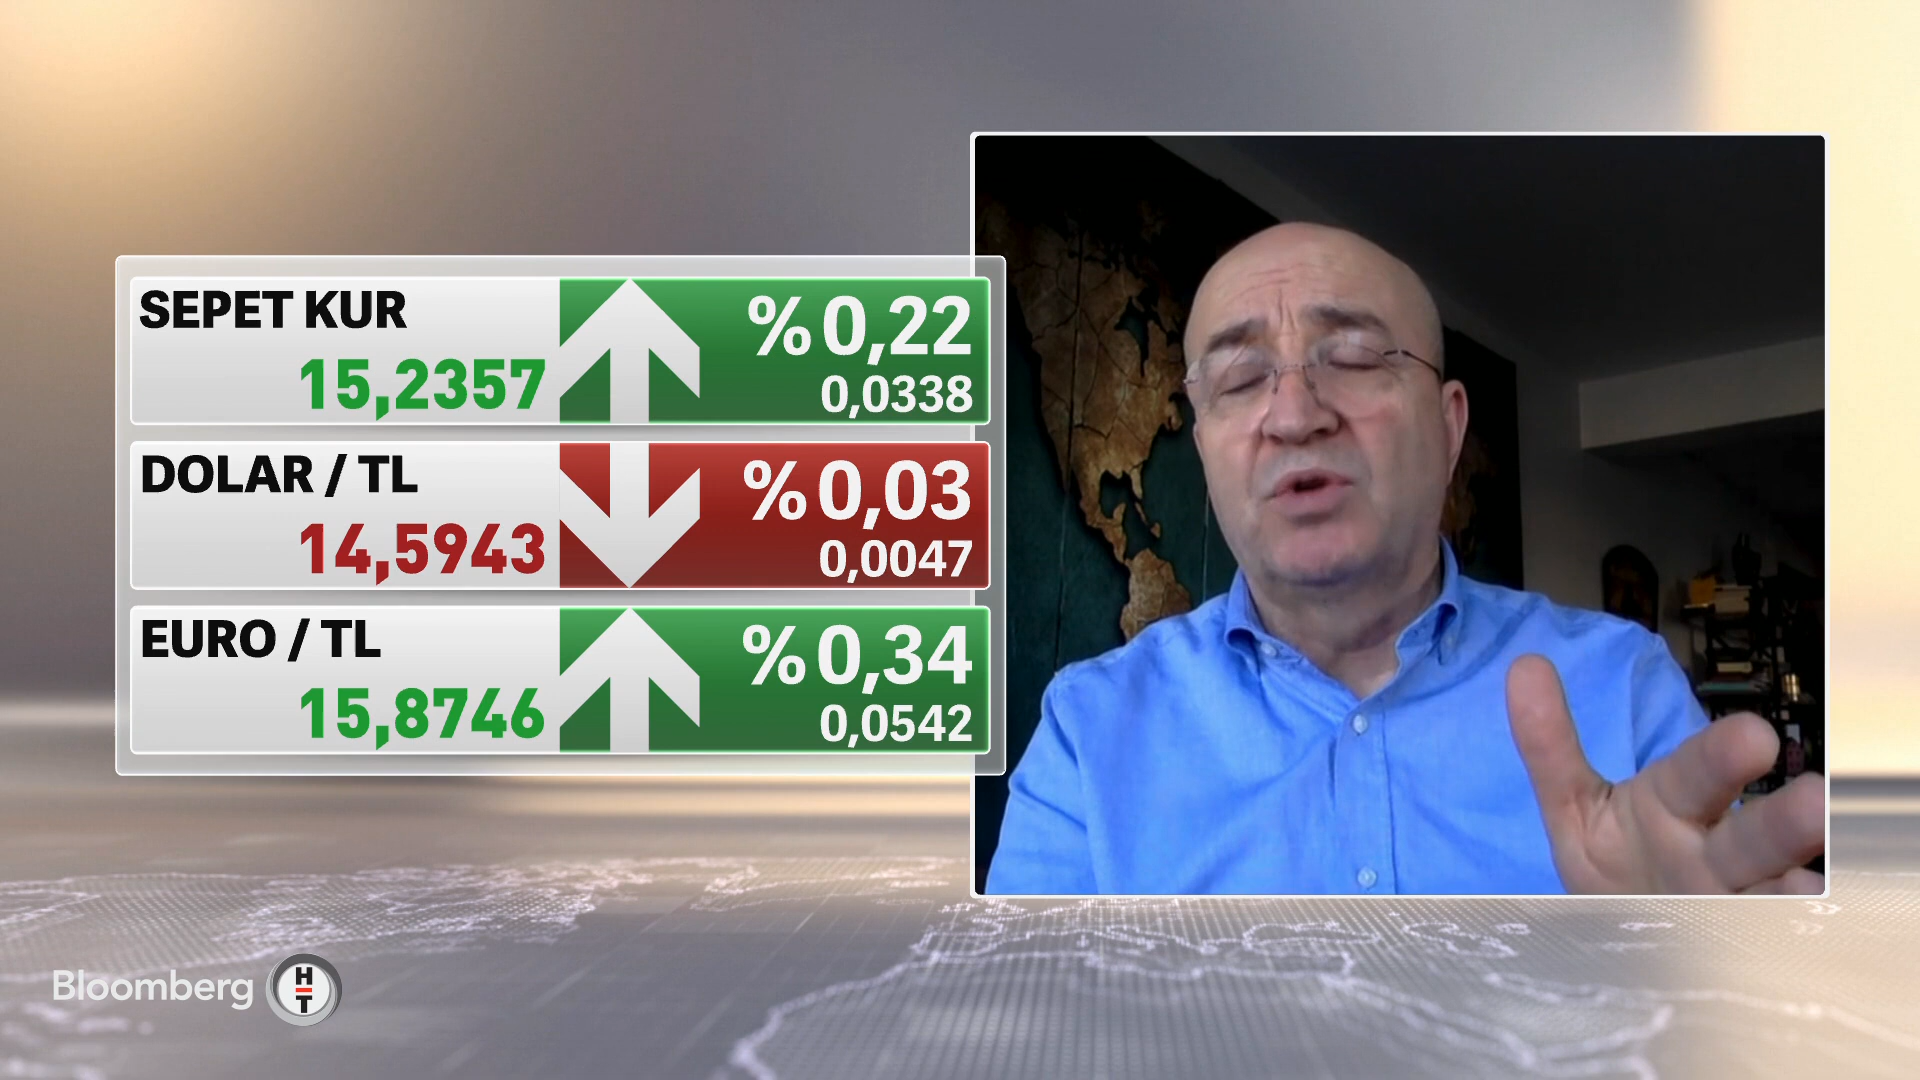 SEPET KUR
15,2357
%0,22
0,0338
DOLAR / TL
14,5943
%0,03
0,0047
EURO / TL
15,8746
%0,34
0,0542
Bloomberg HT